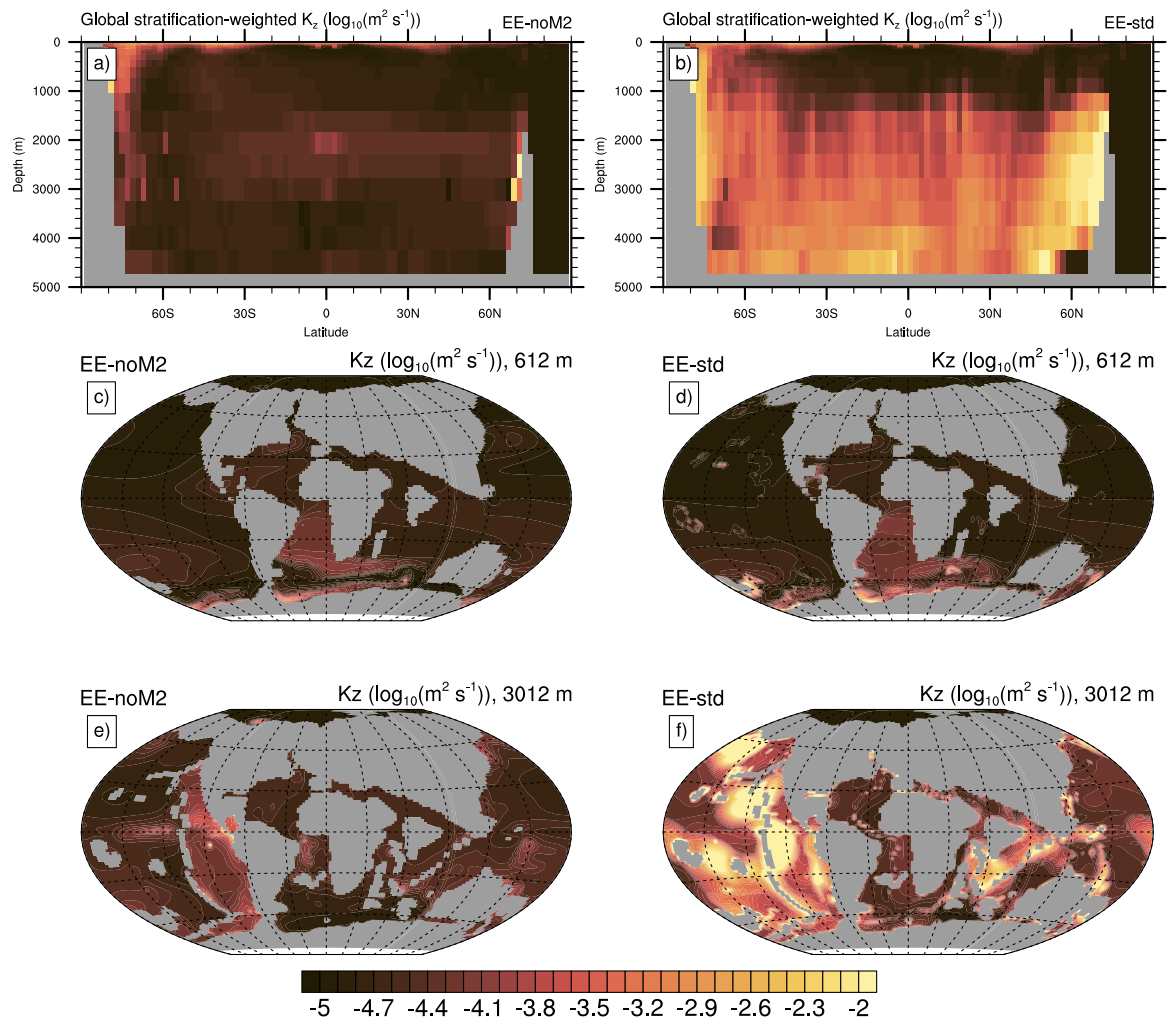 Global stratification-weighted Kz (log10(m2 s-1)) EE-noM2
a)
0
1000
2000
3000
4000
5000
Depth (m)
60S 30S 0 30N 60N
Latitude
Global stratification-weighted Kz (log10(m2 s-1)) EE-std
b)
0
1000
2000
3000
4000
5000
Depth (m)
60S 30S 0 30N 60N
Latitude
EE-noM2 Kz (log10(m2 s-1)), 612 m
c)
EE-std Kz (log10(m2 s-1)), 612 m
d)
EE-noM2 Kz (log10(m2 s-1)), 3012 m
e)
EE-std Kz (log10(m2 s-1)), 3012 m
f)
-5 -4.7 -4.4 -4.1 -3.8 -3.5 -3.2 -2.9 -2.6 -2.3 -2